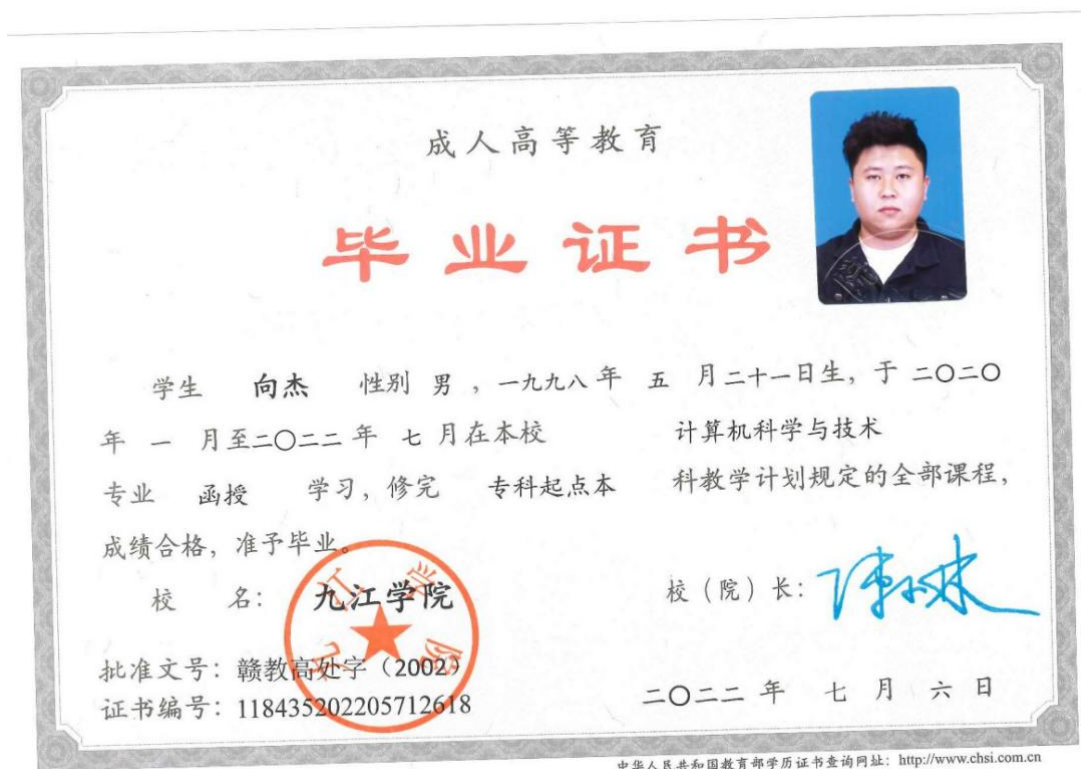 成人高等教育
毕业证书
学生 向杰 性别 男 ，一九九八 年 五 月二十一日生，于 二〇二〇
年 一 月至二〇二二 年 七 月在本校 计算机科学与技术
专业 函授 学习，修完 专科起点本 科教学计划规定的全部课程，
成绩合格，准予毕业。
校 名： 九江学院
校（院）长：
九江学院
批准文号：赣教高处字（2002）
证书编号：118435202205712618
二〇二二 年 七 月 六 日
中华人民共和国教育部学历证书查询网址：http://www.chsi.com.cn